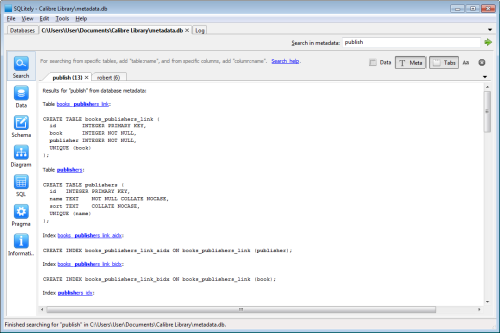 SQLitely - Calibre Library\metadata.db
File View Edit Tools Help
Databases C:\Users\User\Documents\Calibre Library\metadata.db Log
Search in metadata: publish
For searching from specific tables, add "table:name", and from specific columns, add "column:name". Search help.
Data Meta Tabs Aa
publish (13) robert (6)
Search
Data
Schema
Diagram
SQL
Pragma
Informati...
Results for "publish" from database metadata:
Table books_publishers_link:
CREATE TABLE books_publishers_link (
id INTEGER PRIMARY KEY,
book INTEGER NOT NULL,
publisher INTEGER NOT NULL,
UNIQUE (book)
);
Table publishers:
CREATE TABLE publishers (
id INTEGER PRIMARY KEY,
name TEXT NOT NULL COLLATE NOCASE,
sort TEXT COLLATE NOCASE,
UNIQUE (name)
);
Index books_publishers_link_aidx:
CREATE INDEX books_publishers_link_aidx ON books_publishers_link (publisher);
Index books_publishers_link_bidx:
CREATE INDEX books_publishers_link_bidx ON books_publishers_link (book);
Index publishers_idx:
Finished searching for "publish" in C:\Users\User\Documents\Calibre Library\metadata.db.